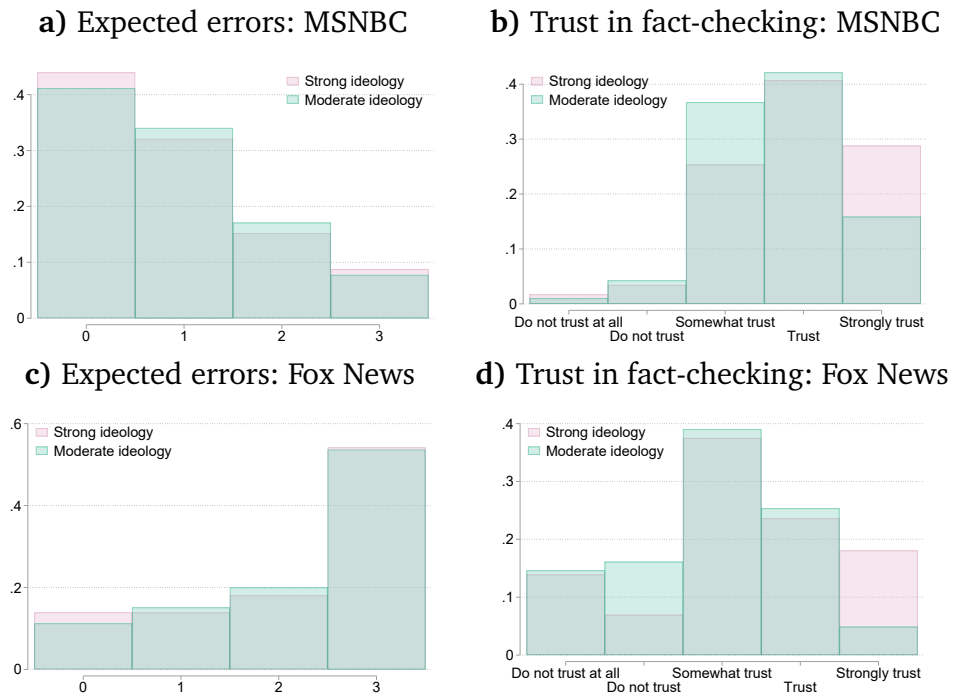 a) Expected errors: MSNBC
Strong ideology
Moderate ideology
.4
.3
.2
.1
0
0 1 2 3
b) Trust in fact-checking: MSNBC
Strong ideology
Moderate ideology
.4
.3
.2
.1
0
Do not trust at all Somewhat trust Strongly trust
Do not trust Trust
c) Expected errors: Fox News
Strong ideology
Moderate ideology
.6
.4
.2
0
0 1 2 3
d) Trust in fact-checking: Fox News
Strong ideology
Moderate ideology
.4
.3
.2
.1
0
Do not trust at all Somewhat trust Strongly trust
Do not trust Trust